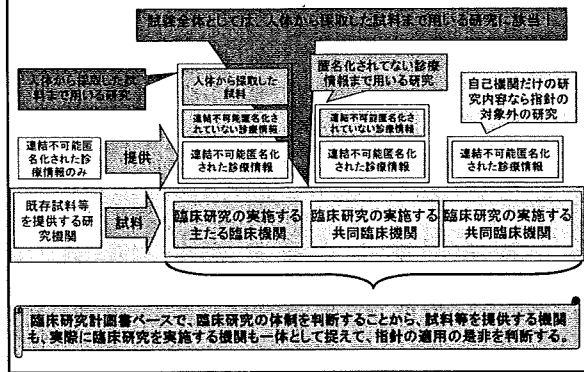 試験全体としては、人体から採取した試料まで用いる研究に該当！
人体から採取した試
料まで用いる研究
人体から採取した
試料
連結不可能匿名化さ
れていない診療情報
連結不可能匿名化
された診療情報
匿名化されてない診療
情報まで用いる研究
連結不可能匿名化さ
れていない診療情報
連結不可能匿名化
された診療情報
自己機関だけの研
究内容なら指針の
対象外の研究
連結不可能匿名化
された診療情報
連結不可能匿
名化された診
療情報のみ
提供
既存試料等
を提供する研
究機関
試料
臨床研究の実施する
主たる臨床機関
臨床研究の実施する
共同臨床機関
臨床研究の実施する
共同臨床機関
臨床研究計画書ベースで、臨床研究の体制を判断することから、試料等を提供する機関
も、実際に臨床研究を実施する機関も一体として捉えて、指針の適用の是非を判断する。